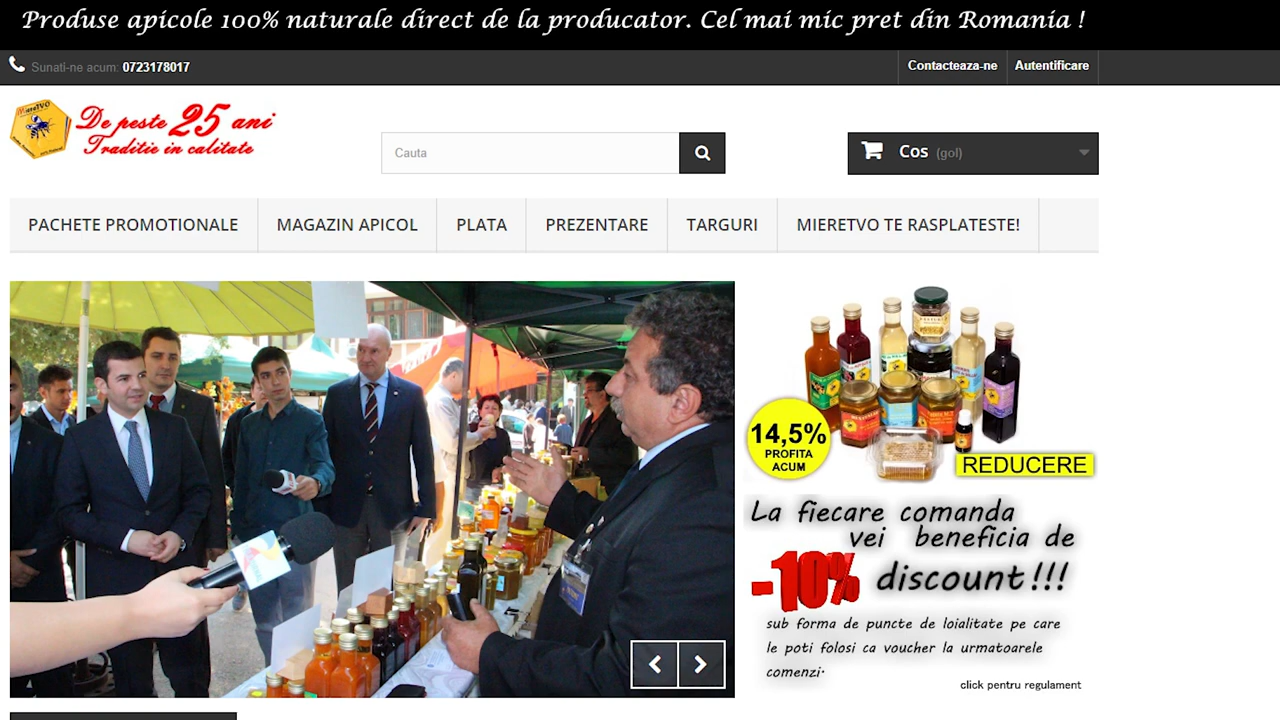 Produse apicole 100% naturale direct de la producator. Cel mai mic pret din Romania !
Sunati-ne acum: 0723178017
Contacteaza-ne
Autentificare
MiereTVO
De peste 25 ani
Traditie in calitate
Cauta
Cos (gol)
PACHETE PROMOTIONALE
MAGAZIN APICOL
PLATA
PREZENTARE
TARGURI
MIERETVO TE RASPLATESTE!
14,5%
PROFITA
ACUM
REDUCERE
La fiecare comanda
vei beneficia de
-10% discount!!!
sub forma de puncte de loialitate pe care
le poti folosi ca voucher la urmatoarele
comenzi.
click pentru regulament